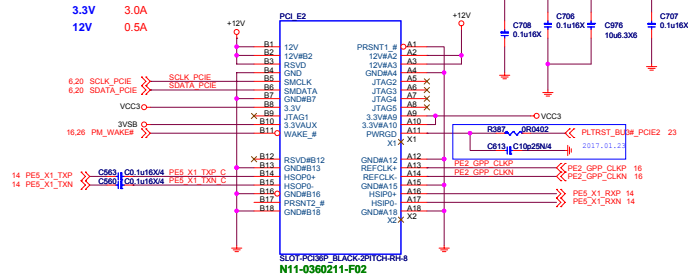 3.3V 3.0A
12V 0.5A
+12V
PCI_E2
+12V
C708
0.1u16X
C706
0.1u16X
C976
10u6.3X6
C707
0.1u16X
B1 12V PRSNT1_# A1
B2 12V#B2 12V#A2 A2
B3 RSVD 12V#A3 A3
B4 GND GND#A4 A4
6,20 SCLK_PCIE SCLK_PCIE B5 SMCLK JTAG2 A5
6,20 SDATA_PCIE SDATA_PCIE B6 SMDATA JTAG3 A6
B7 GND#B7 JTAG4 A7
VCC3 B8 3.3V JTAG5 A8
B9 JTAG1 3.3V#A9 A9 VCC3
3VSB B10 3.3VAUX 3.3V#A10 A10
16,26 PM_WAKE# B11 WAKE_# PWRGD A11 R387 0R0402 PLTRST_BU3#_PCIE2 23
X1 X1
C613 C10p25N/4 2017.01.23
B12 RSVD#B12 GND#A12 A12
B13 GND#B13 REFCLK+ A13 PE2_GPP_CLKP PE2_GPP_CLKP 16
14 PE5_X1_TXP C563 C0.1u16X/4 PE5_X1_TXP_C B14 HSOP0+ REFCLK- A14 PE2_GPP_CLKN PE2_GPP_CLKN 16
14 PE5_X1_TXN C560 C0.1u16X/4 PE5_X1_TXN_C B15 HSOP0- GND#A15 A15
B16 GND#B16 HSIP0+ A16 PE5_X1_RXP 14
B17 PRSNT2_# HSIP0- A17 PE5_X1_RXN 14
B18 GND#B18 GND#A18 A18
X2 X2
SLOT-PCI36P_BLACK-2PITCH-RH-8
N11-0360211-F02